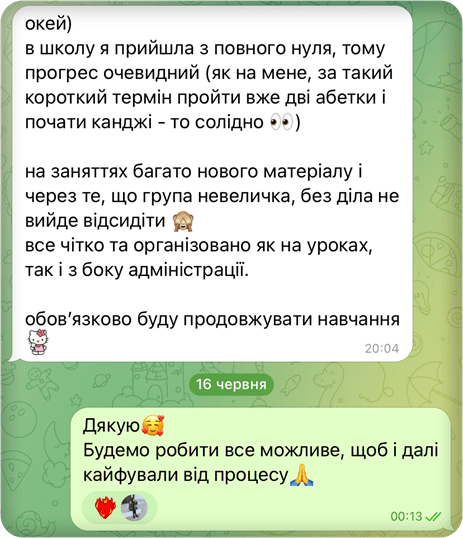 окей)
в школу я прийшла з повного нуля, тому
прогрес очевидний (як на мене, за такий
короткий термін пройти вже дві абетки і
почати канджі - то солідно 👀)
на заняттях багато нового матеріалу і
через те, що група невеличка, без діла не
вийде відсидіти 🙈
все чітко та організовано як на уроках,
так і з боку адміністрації.
обов’язково буду продовжувати навчання
20:04
16 червня
Дякую🥰
Будемо робити все можливе, щоб і далі
кайфували від процесу🙏
00:13